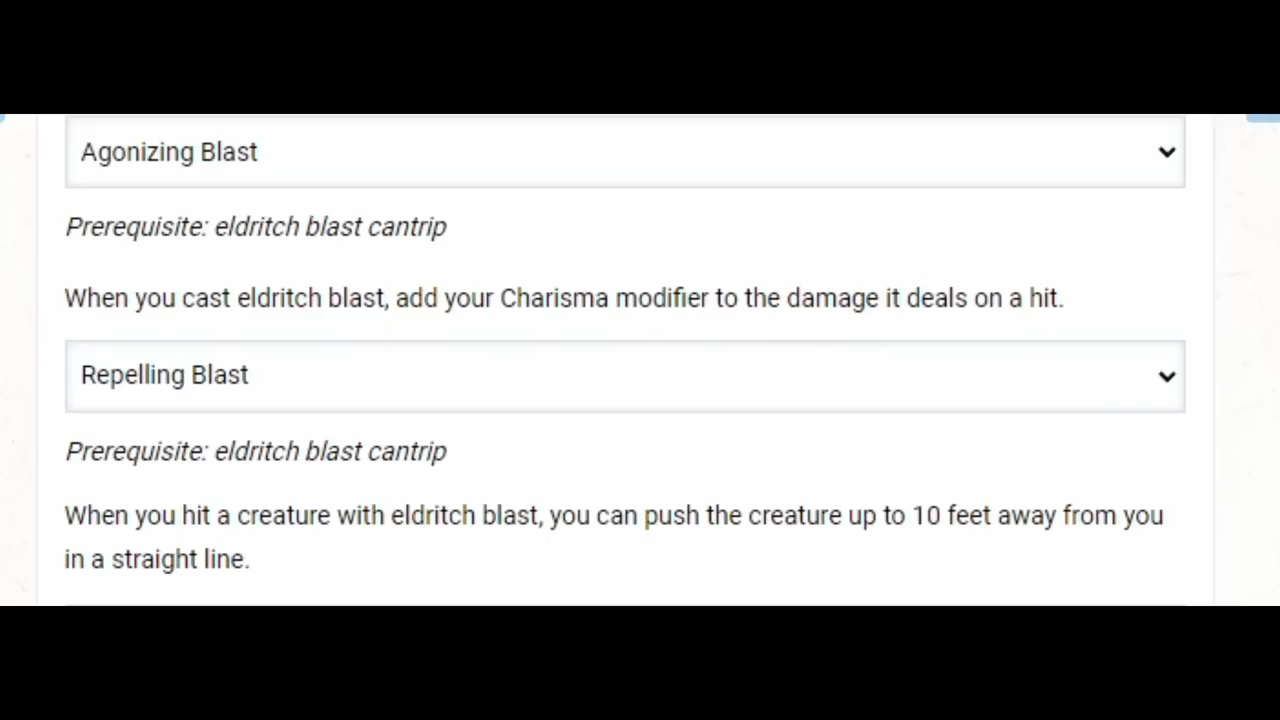 Agonizing Blast
Prerequisite: eldritch blast cantrip
When you cast eldritch blast, add your Charisma modifier to the damage it deals on a hit.
Repelling Blast
Prerequisite: eldritch blast cantrip
When you hit a creature with eldritch blast, you can push the creature up to 10 feet away from you
in a straight line.